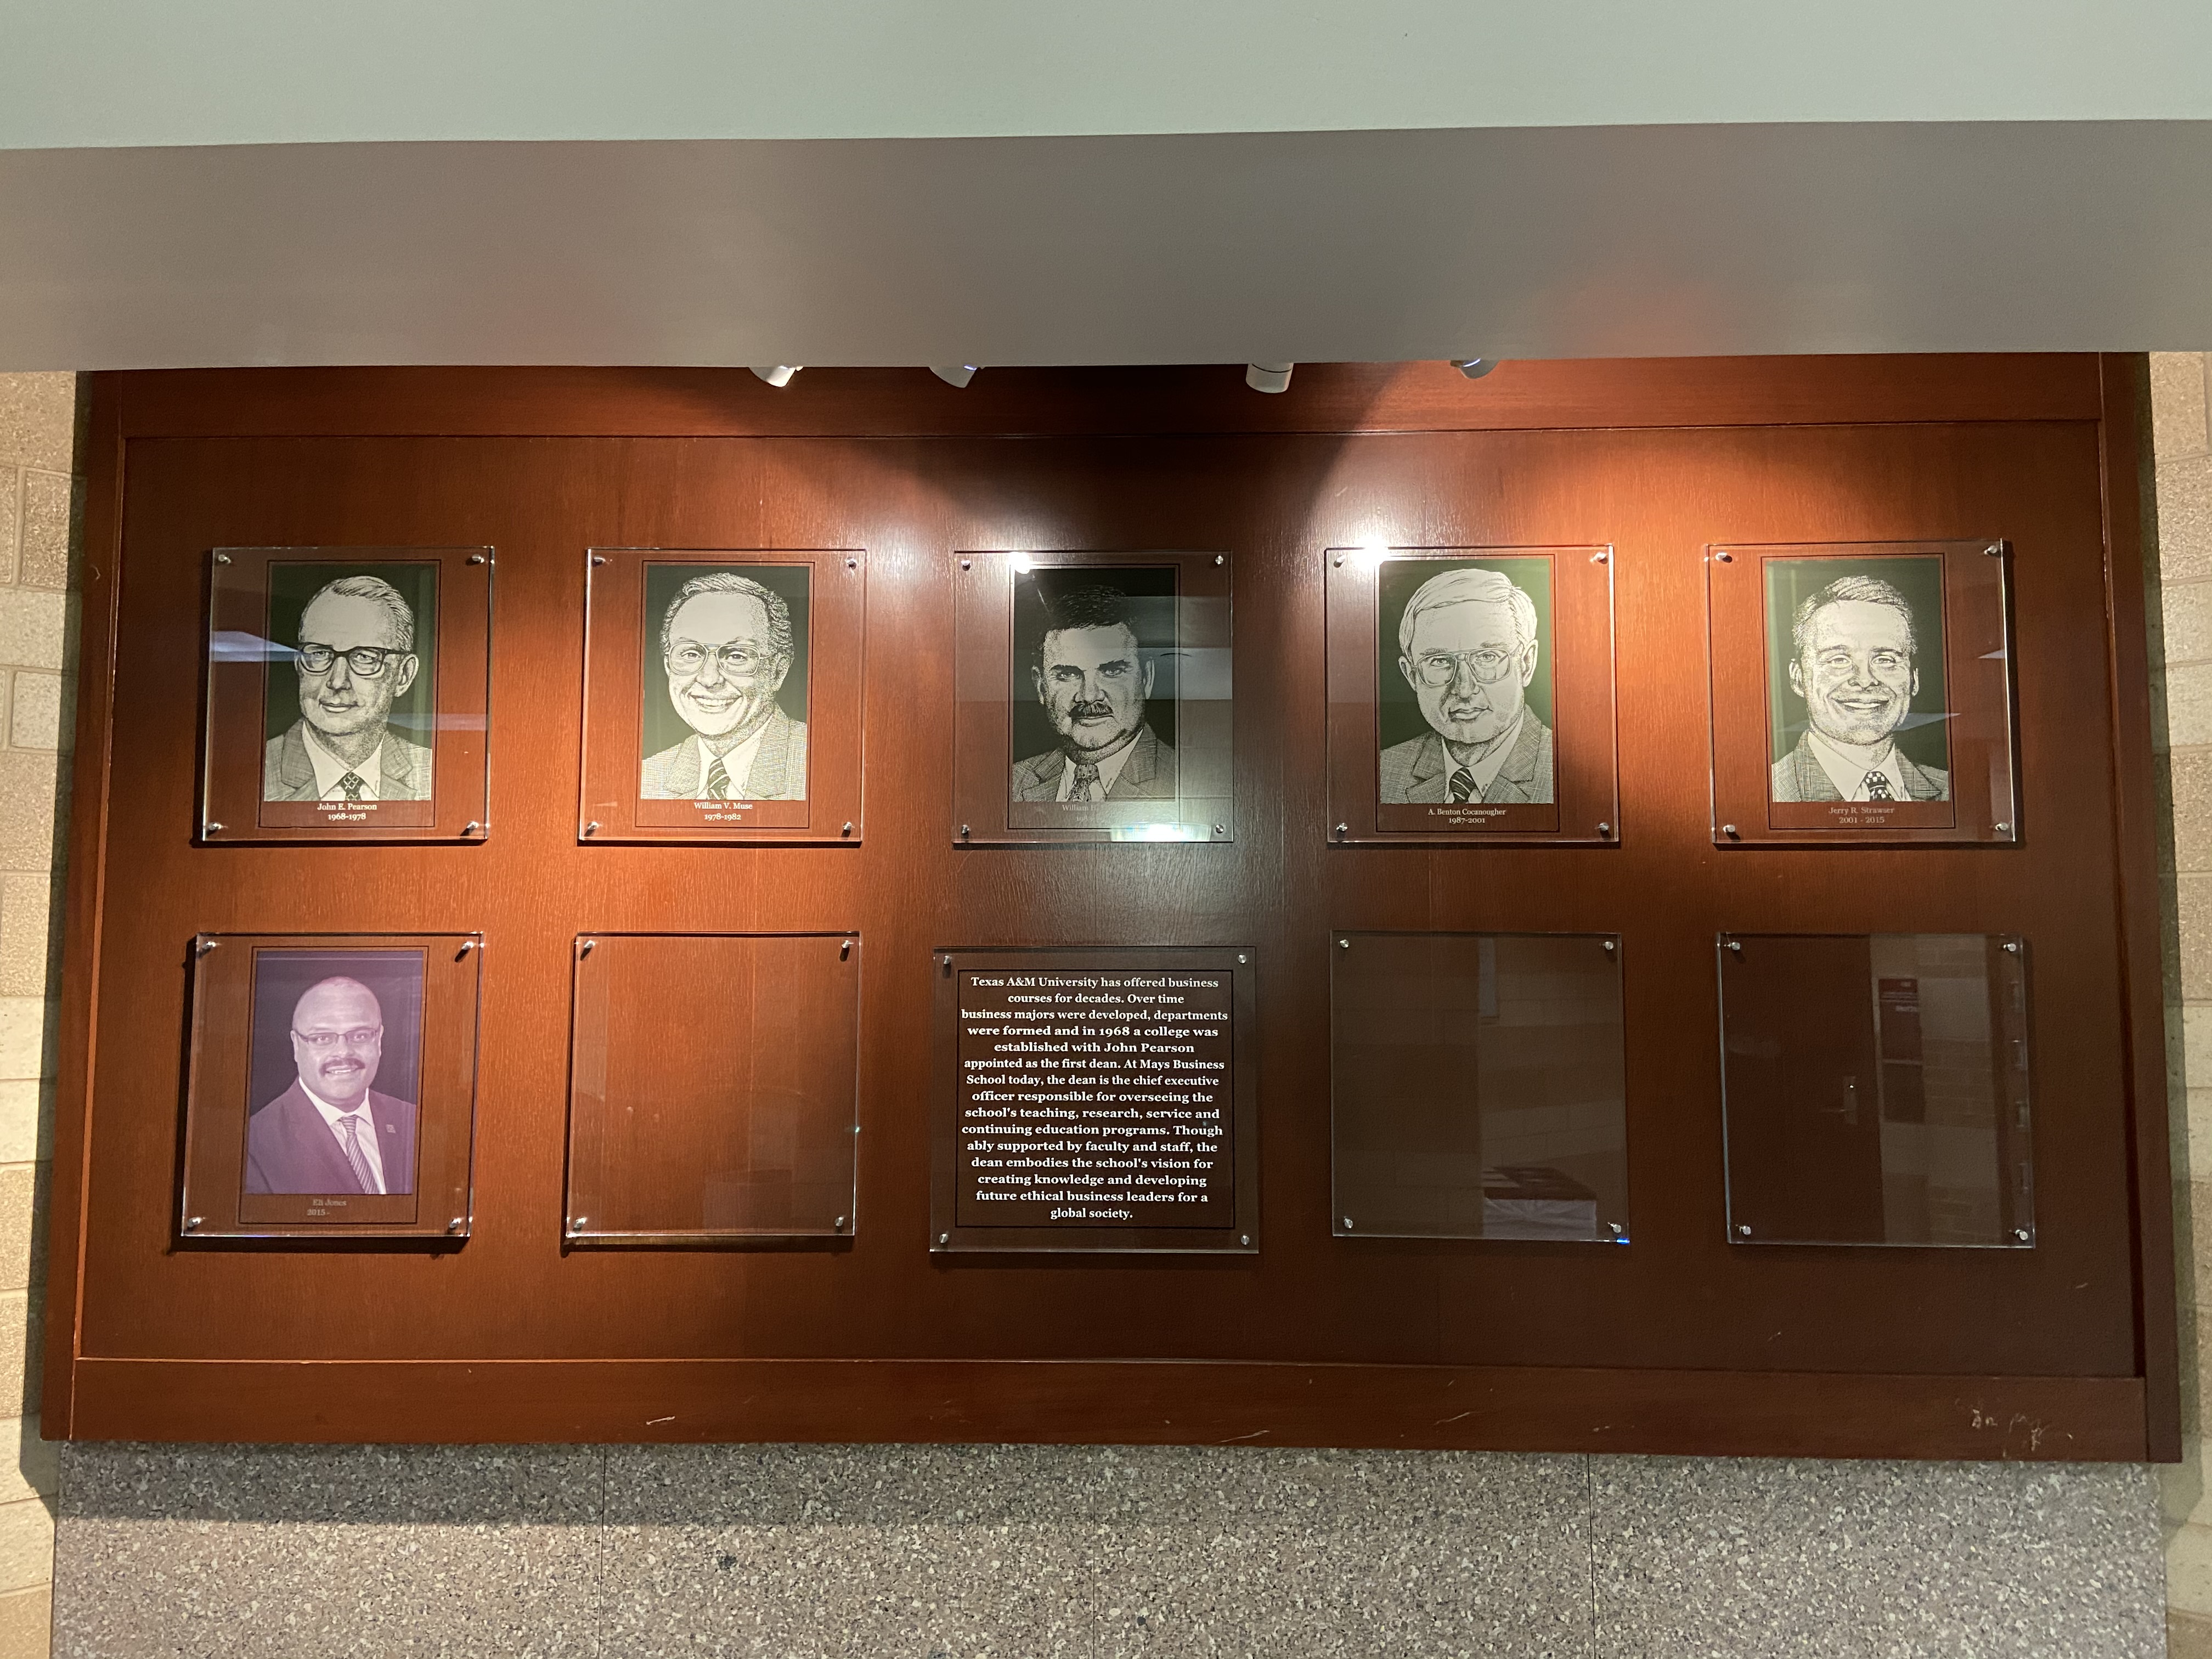 John E. Pearson
1968-1978
William V. Muse
1978-1982
William H.
A. Benton Cocanougher
1987-2001
Jerry R. Strawser
2001 - 2015
Eli Jones
2015 -
Texas A&M University has offered business
courses for decades. Over time
business majors were developed, departments
were formed and in 1968 a college was
established with John Pearson
appointed as the first dean. At Mays Business
School today, the dean is the chief executive
officer responsible for overseeing the
school's teaching, research, service and
continuing education programs. Though
ably supported by faculty and staff, the
dean embodies the school's vision for
creating knowledge and developing
future ethical business leaders for a
global society.